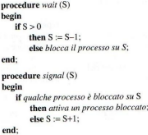 procedure wait (S)
begin
if S > 0
then S := S–1;
else blocca il processo su S;
end;
procedure signal (S)
begin
if qualche processo è bloccato su S
then attiva un processo bloccato;
else S := S+1;
end;